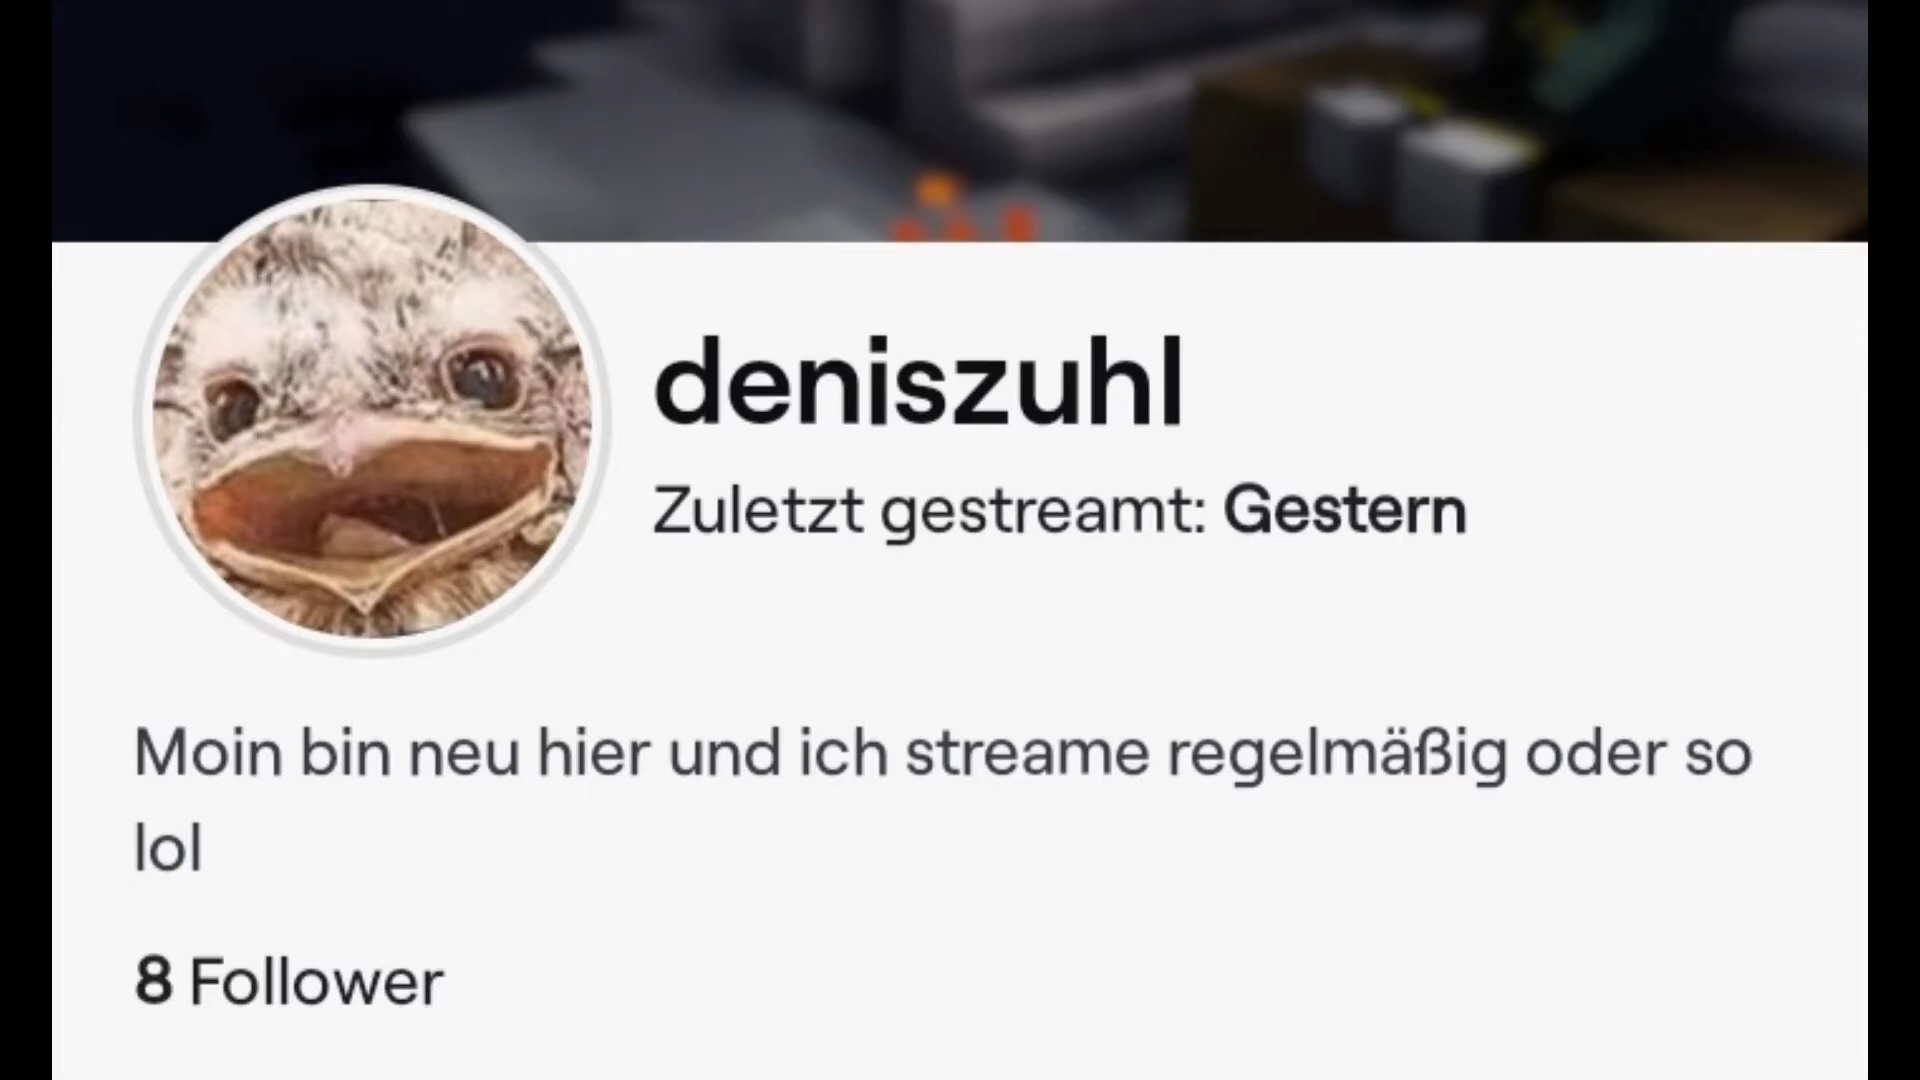 deniszuhl
Zuletzt gestreamt: Gestern
Moin bin neu hier und ich streame regelmäßig oder so
lol
8 Follower